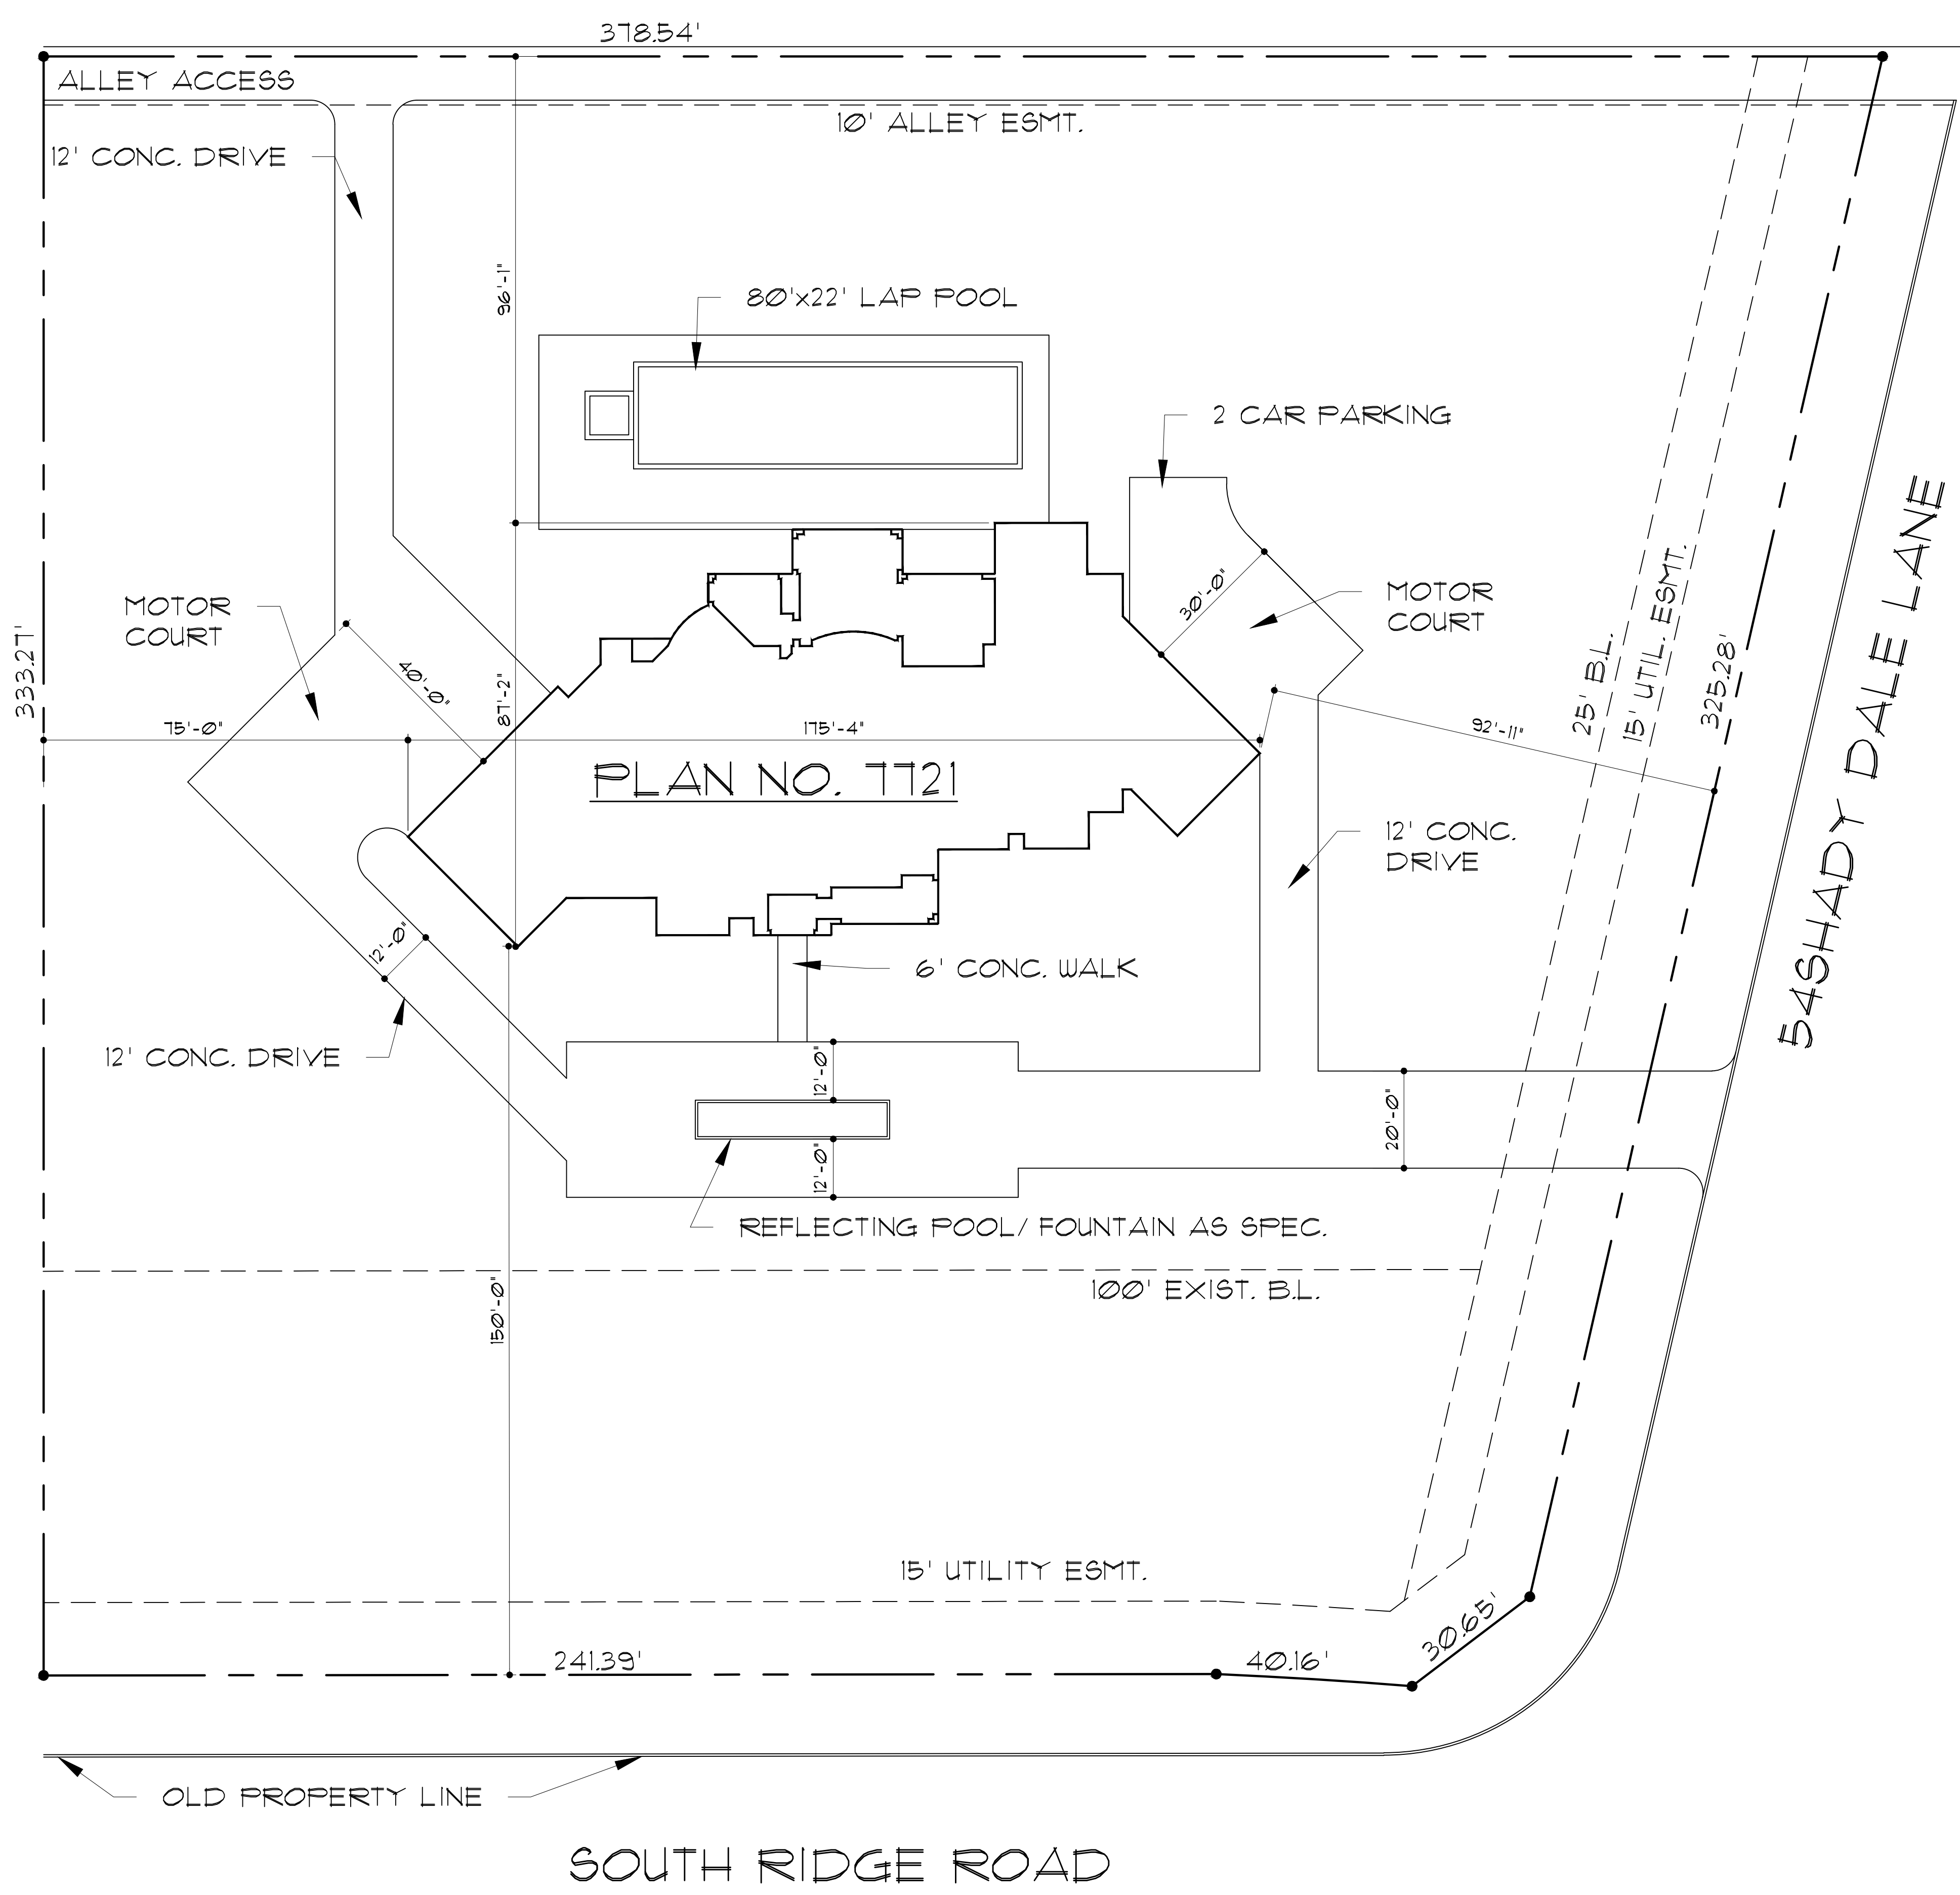 378.54'
ALLEY ACCESS
10' ALLEY ESMT.
12' CONC. DRIVE
96'-1"
80'x22' LAP POOL
2 CAR PARKING
30'-0"
MOTOR
COURT
MOTOR
COURT
333.27'
40'-0"
87'-2"
75'-0"
175'-4"
92'-11"
25' B.L.
15' UTIL. ESMT.
325.28'
54SHADY DALE LANE
PLAN NO. 7721
12' CONC.
DRIVE
12'-0"
6' CONC. WALK
12' CONC. DRIVE
12'-0"
20'-0"
12'-0"
REFLECTING POOL/ FOUNTAIN AS SPEC.
100' EXIST. B.L.
150'-0"
15' UTILITY ESMT.
241.39'
40.16'
30.65'
OLD PROPERTY LINE
SOUTH RIDGE ROAD